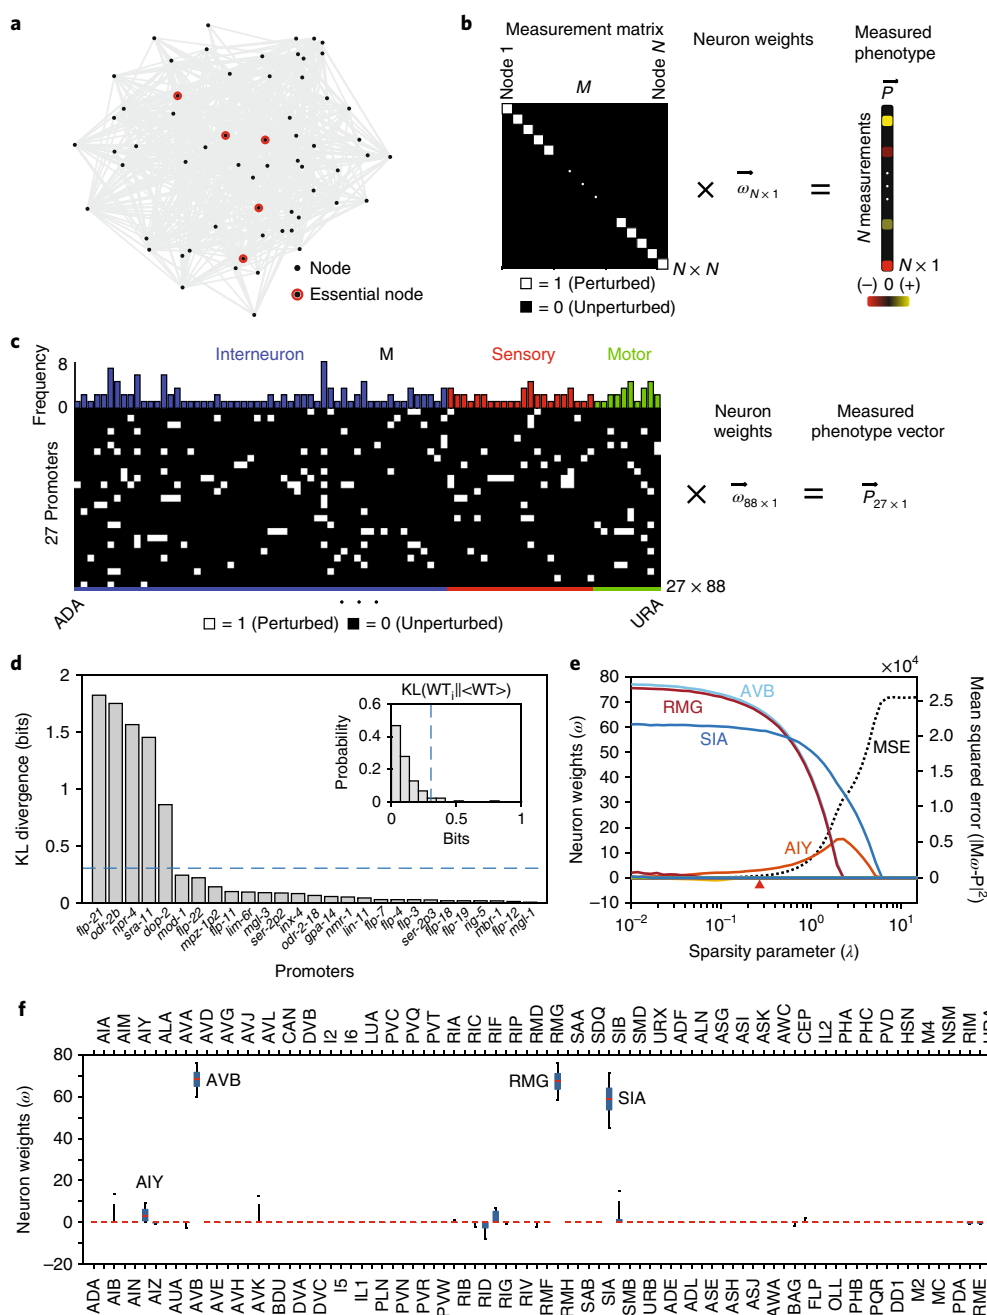 a
Node
Essential node
b
Measurement matrix
Neuron weights
Measured
phenotype
Node 1
Node N
M
P
N measurements
×
ω N × 1
=
N × N
N × 1
= 1 (Perturbed)
= 0 (Unperturbed)
(–) 0 (+)
c
Interneuron
M
Sensory
Motor
Frequency
8
0
27 Promoters
Neuron
weights
Measured
phenotype vector
×
ω 88 × 1
=
P 27 × 1
27 × 88
ADA
. . .
URA
= 1 (Perturbed) = 0 (Unperturbed)
d
KL divergence (bits)
2
1.5
1
0.5
0
KL(WTi||<WT>)
Probability
0.6
0.4
0.2
0
0 0.5 1
Bits
flp-21 odr-2b npr-4 sra-11 dop-2 mod-1 flp-22 mpz-1p2 flp-11 lim-6r mgl-3 ser-2p2 inx-4 odr-2-18 gpa-14 nmr-1 lin-11 flp-7 flp-4 flp-3 ser-2p3 flp-18 flp-19 rig-5 mbr-1 flp-12 mgl-1
Promoters
e
×10⁴
Neuron weights (ω)
80
70
60
50
40
30
20
10
0
–10
AVB
RMG
SIA
MSE
AIY
2.5
2.0
1.5
1.0
0.5
0
Mean squared error (|Mω-P|²)
10⁻² 10⁻¹ 10⁰ 10¹
Sparsity parameter (λ)
f
AIA AIM AIY ALA AVA AVD AVG AVJ AVL CAN DVB I2 I6 LUA PVC PVQ PVT RIA RIC RIF RIP RMD RMG SAA SDQ SIB SMD URX ADF ALN ASG ASI ASK AWC CEP IL2 PHA PHC PVD HSN M4 NSM RIM URA
Neuron weights (ω)
80
60
40
20
0
–20
AVB
RMG
SIA
AIY
ADA AIB AIN AIZ AUA AVB AVE AVH AVK BDU DVA DVC I5 IL1 PLN PVN PVR PVW RIB RID RIG RIV RMF RMH SAB SIA SMB URB ADE ADL ASE ASH ASJ AWA BAG FLP OLL PHB PQR DD1 M2 MC PDA RME